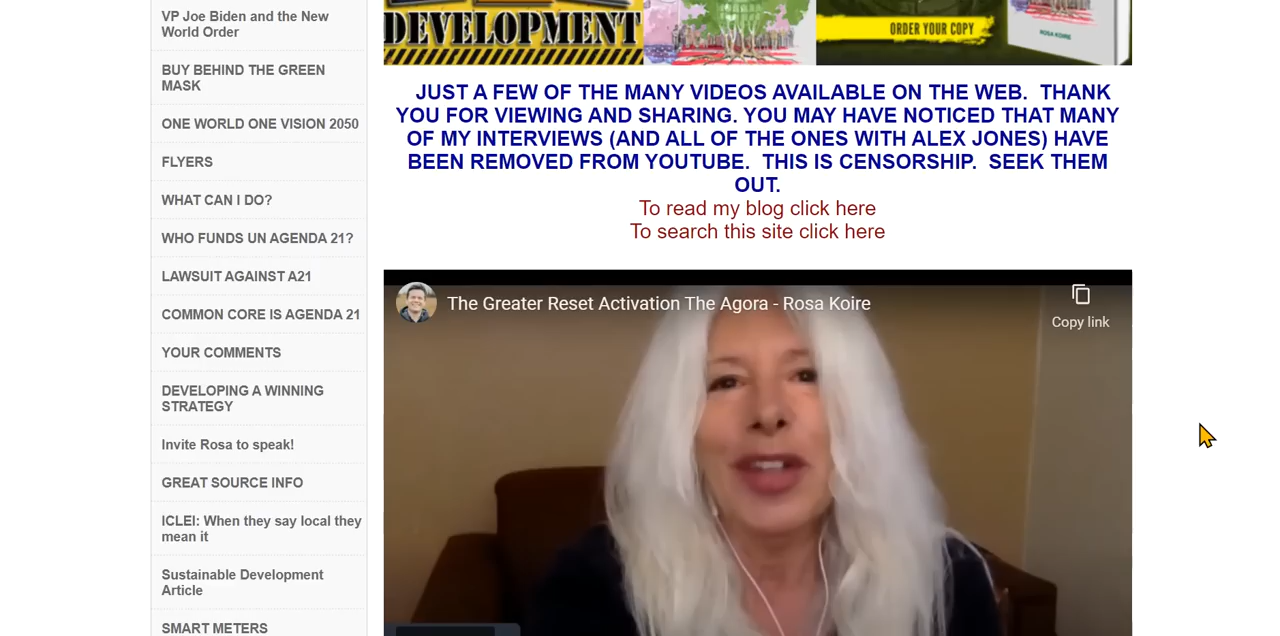 VP Joe Biden and the New
World Order
BUY BEHIND THE GREEN
MASK
ONE WORLD ONE VISION 2050
FLYERS
WHAT CAN I DO?
WHO FUNDS UN AGENDA 21?
LAWSUIT AGAINST A21
COMMON CORE IS AGENDA 21
YOUR COMMENTS
DEVELOPING A WINNING
STRATEGY
Invite Rosa to speak!
GREAT SOURCE INFO
ICLEI: When they say local they
mean it
Sustainable Development
Article
SMART METERS
DEVELOPMENT
ORDER YOUR COPY
ROSA KOIRE
JUST A FEW OF THE MANY VIDEOS AVAILABLE ON THE WEB. THANK
YOU FOR VIEWING AND SHARING. YOU MAY HAVE NOTICED THAT MANY
OF MY INTERVIEWS (AND ALL OF THE ONES WITH ALEX JONES) HAVE
BEEN REMOVED FROM YOUTUBE. THIS IS CENSORSHIP. SEEK THEM
OUT.
To read my blog click here
To search this site click here
The Greater Reset Activation The Agora - Rosa Koire
Copy link